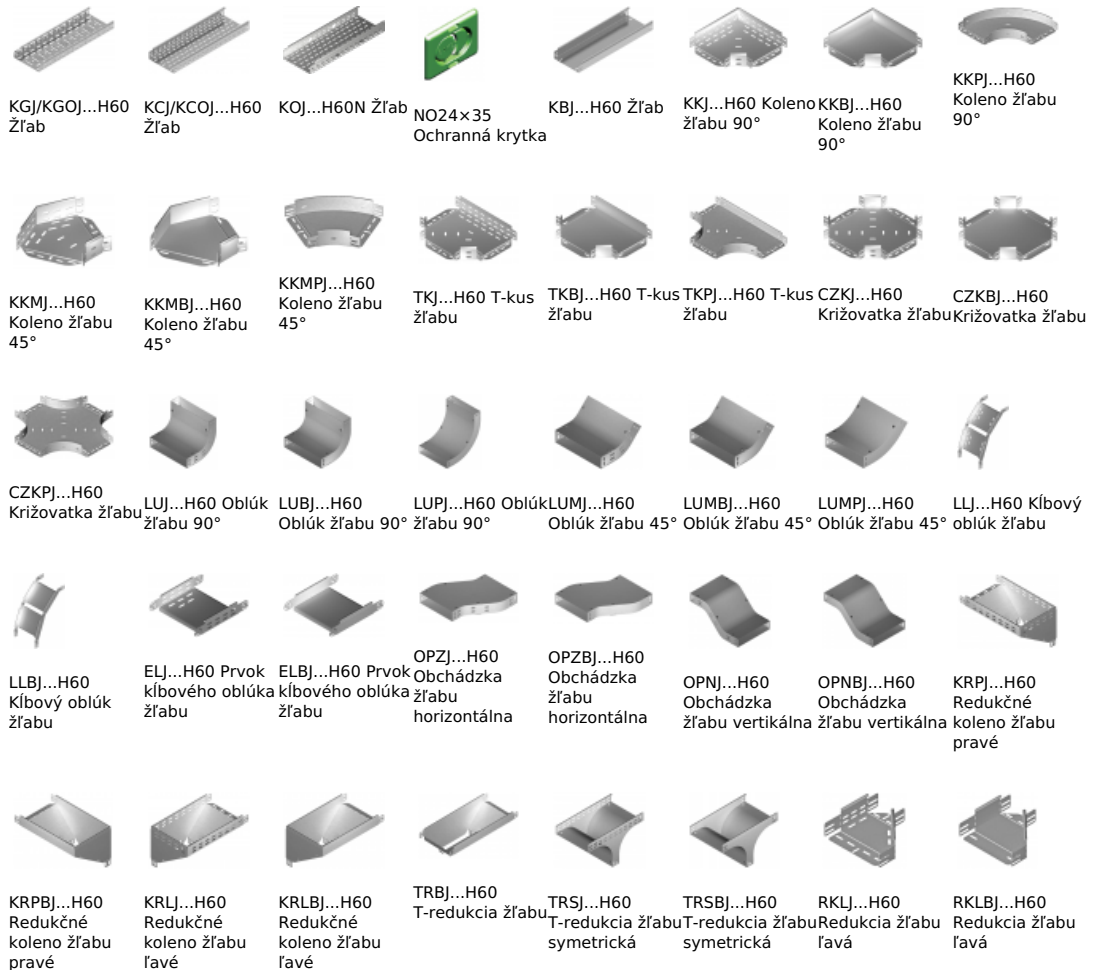 KGJ/KGOJ...H60
Žľab
KCJ/KCOJ...H60
Žľab
KOJ...H60N Žľab
NO24×35
Ochranná krytka
KBJ...H60 Žľab
KKJ...H60 Koleno
žľabu 90°
KKBJ...H60
Koleno žľabu
90°
KKPJ...H60
Koleno žľabu
90°
KKMJ...H60
Koleno žľabu
45°
KKMBJ...H60
Koleno žľabu
45°
KKMPJ...H60
Koleno žľabu
45°
TKJ...H60 T-kus
žľabu
TKBJ...H60 T-kus
žľabu
TKPJ...H60 T-kus
žľabu
CZKJ...H60
Križovatka žľabu
CZKBJ...H60
Križovatka žľabu
CZKPJ...H60
Križovatka žľabu
LUJ...H60 Oblúk
žľabu 90°
LUBJ...H60
Oblúk žľabu 90°
LUPJ...H60 Oblúk
žľabu 90°
LUMJ...H60
Oblúk žľabu 45°
LUMBJ...H60
Oblúk žľabu 45°
LUMPJ...H60
Oblúk žľabu 45°
LLJ...H60 Kĺbový
oblúk žľabu
LLBJ...H60
Kĺbový oblúk
žľabu
ELJ...H60 Prvok
kĺbového oblúka
žľabu
ELBJ...H60 Prvok
kĺbového oblúka
žľabu
OPZJ...H60
Obchádzka
žľabu
horizontálna
OPZBJ...H60
Obchádzka
žľabu
horizontálna
OPNJ...H60
Obchádzka
žľabu vertikálna
OPNBJ...H60
Obchádzka
žľabu vertikálna
KRPJ...H60
Redukčné
koleno žľabu
pravé
KRPBJ...H60
Redukčné
koleno žľabu
pravé
KRLJ...H60
Redukčné
koleno žľabu
ľavé
KRLBJ...H60
Redukčné
koleno žľabu
ľavé
TRBJ...H60
T-redukcia žľabu
TRSJ...H60
T-redukcia žľabu
symetrická
TRSBJ...H60
T-redukcia žľabu
symetrická
RKLJ...H60
Redukcia žľabu
ľavá
RKLBJ...H60
Redukcia žľabu
ľavá